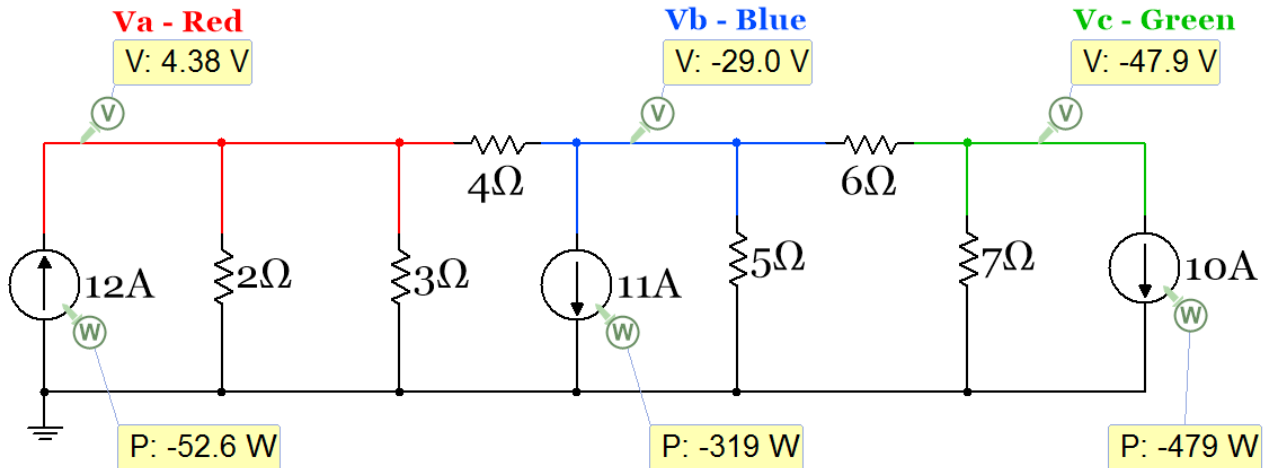 Va - Red
Vb - Blue
Vc - Green
V: 4.38 V
V: -29.0 V
V: -47.9 V
V
V
V
4Ω
6Ω
12A
2Ω
3Ω
11A
5Ω
7Ω
10A
W
W
W
P: -52.6 W
P: -319 W
P: -479 W